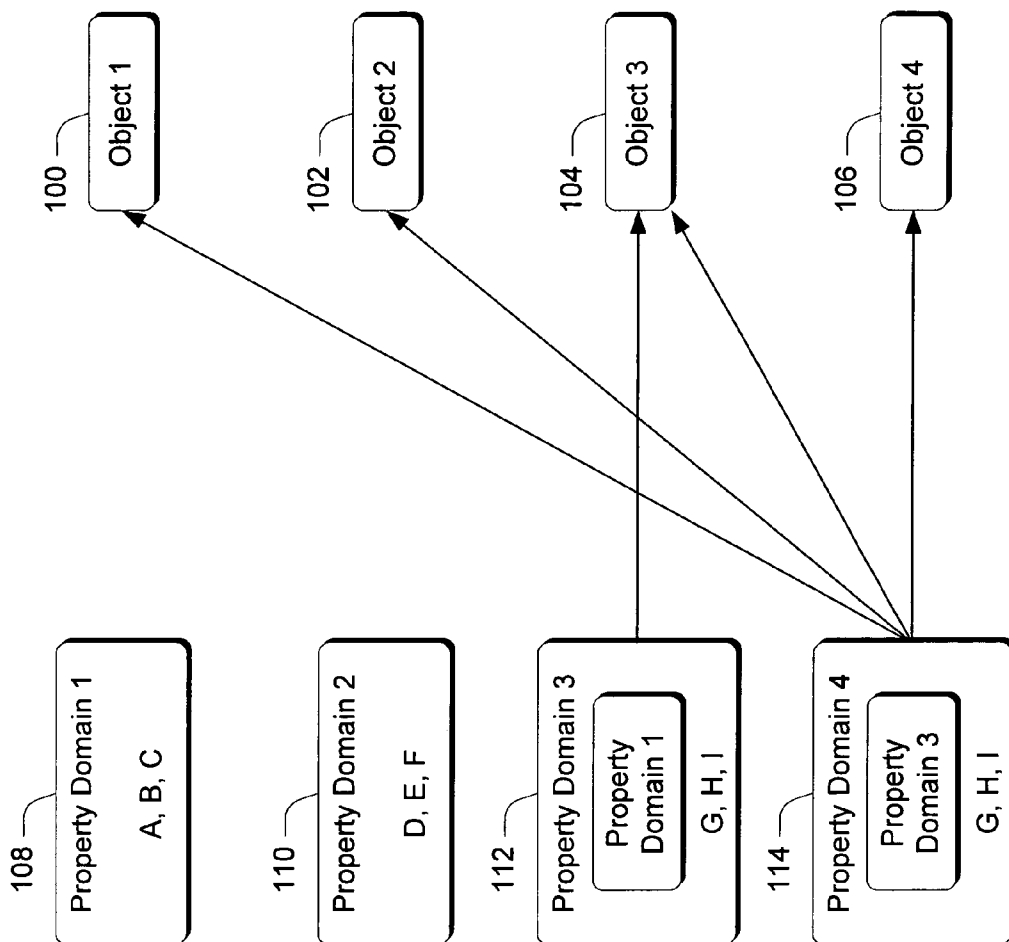 108
Property Domain 1
A, B, C
110
Property Domain 2
D, E, F
112
Property Domain 3
Property
Domain 1
G, H, I
114
Property Domain 4
Property
Domain 3
G, H, I
100
Object 1
102
Object 2
104
Object 3
106
Object 4